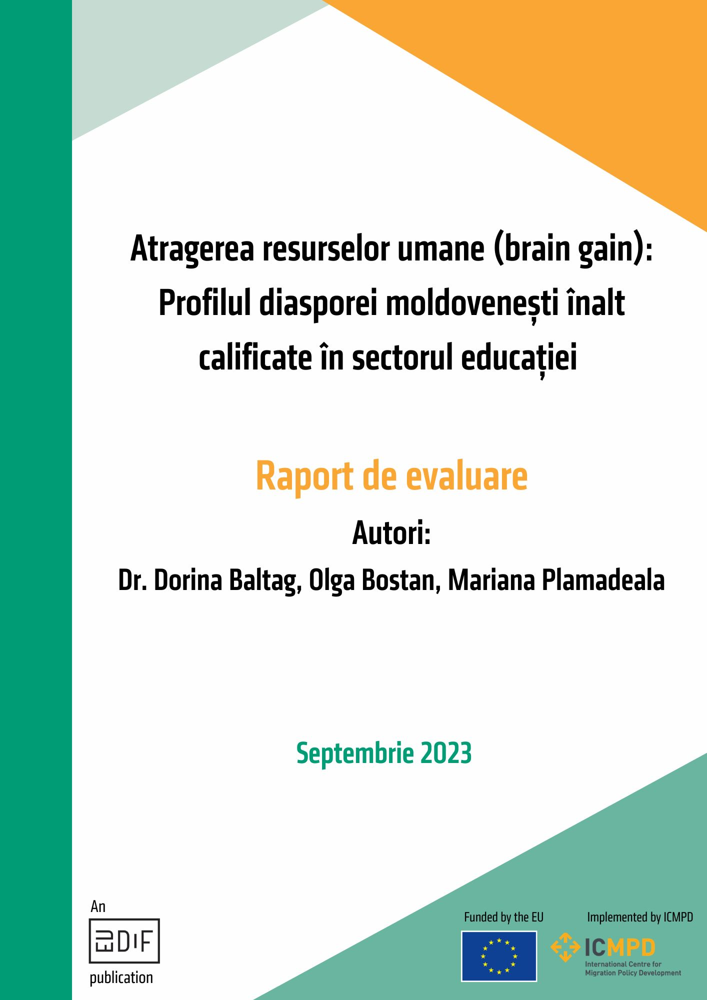 Atragerea resurselor umane (brain gain):
Profilul diasporei moldovenești înalt
calificate în sectorul educației
Raport de evaluare
Autori:
Dr. Dorina Baltag, Olga Bostan, Mariana Plamadeala
Septembrie 2023
An
EUDiF
publication
Funded by the EU
Implemented by ICMPD
ICMPD
International Centre for
Migration Policy Development